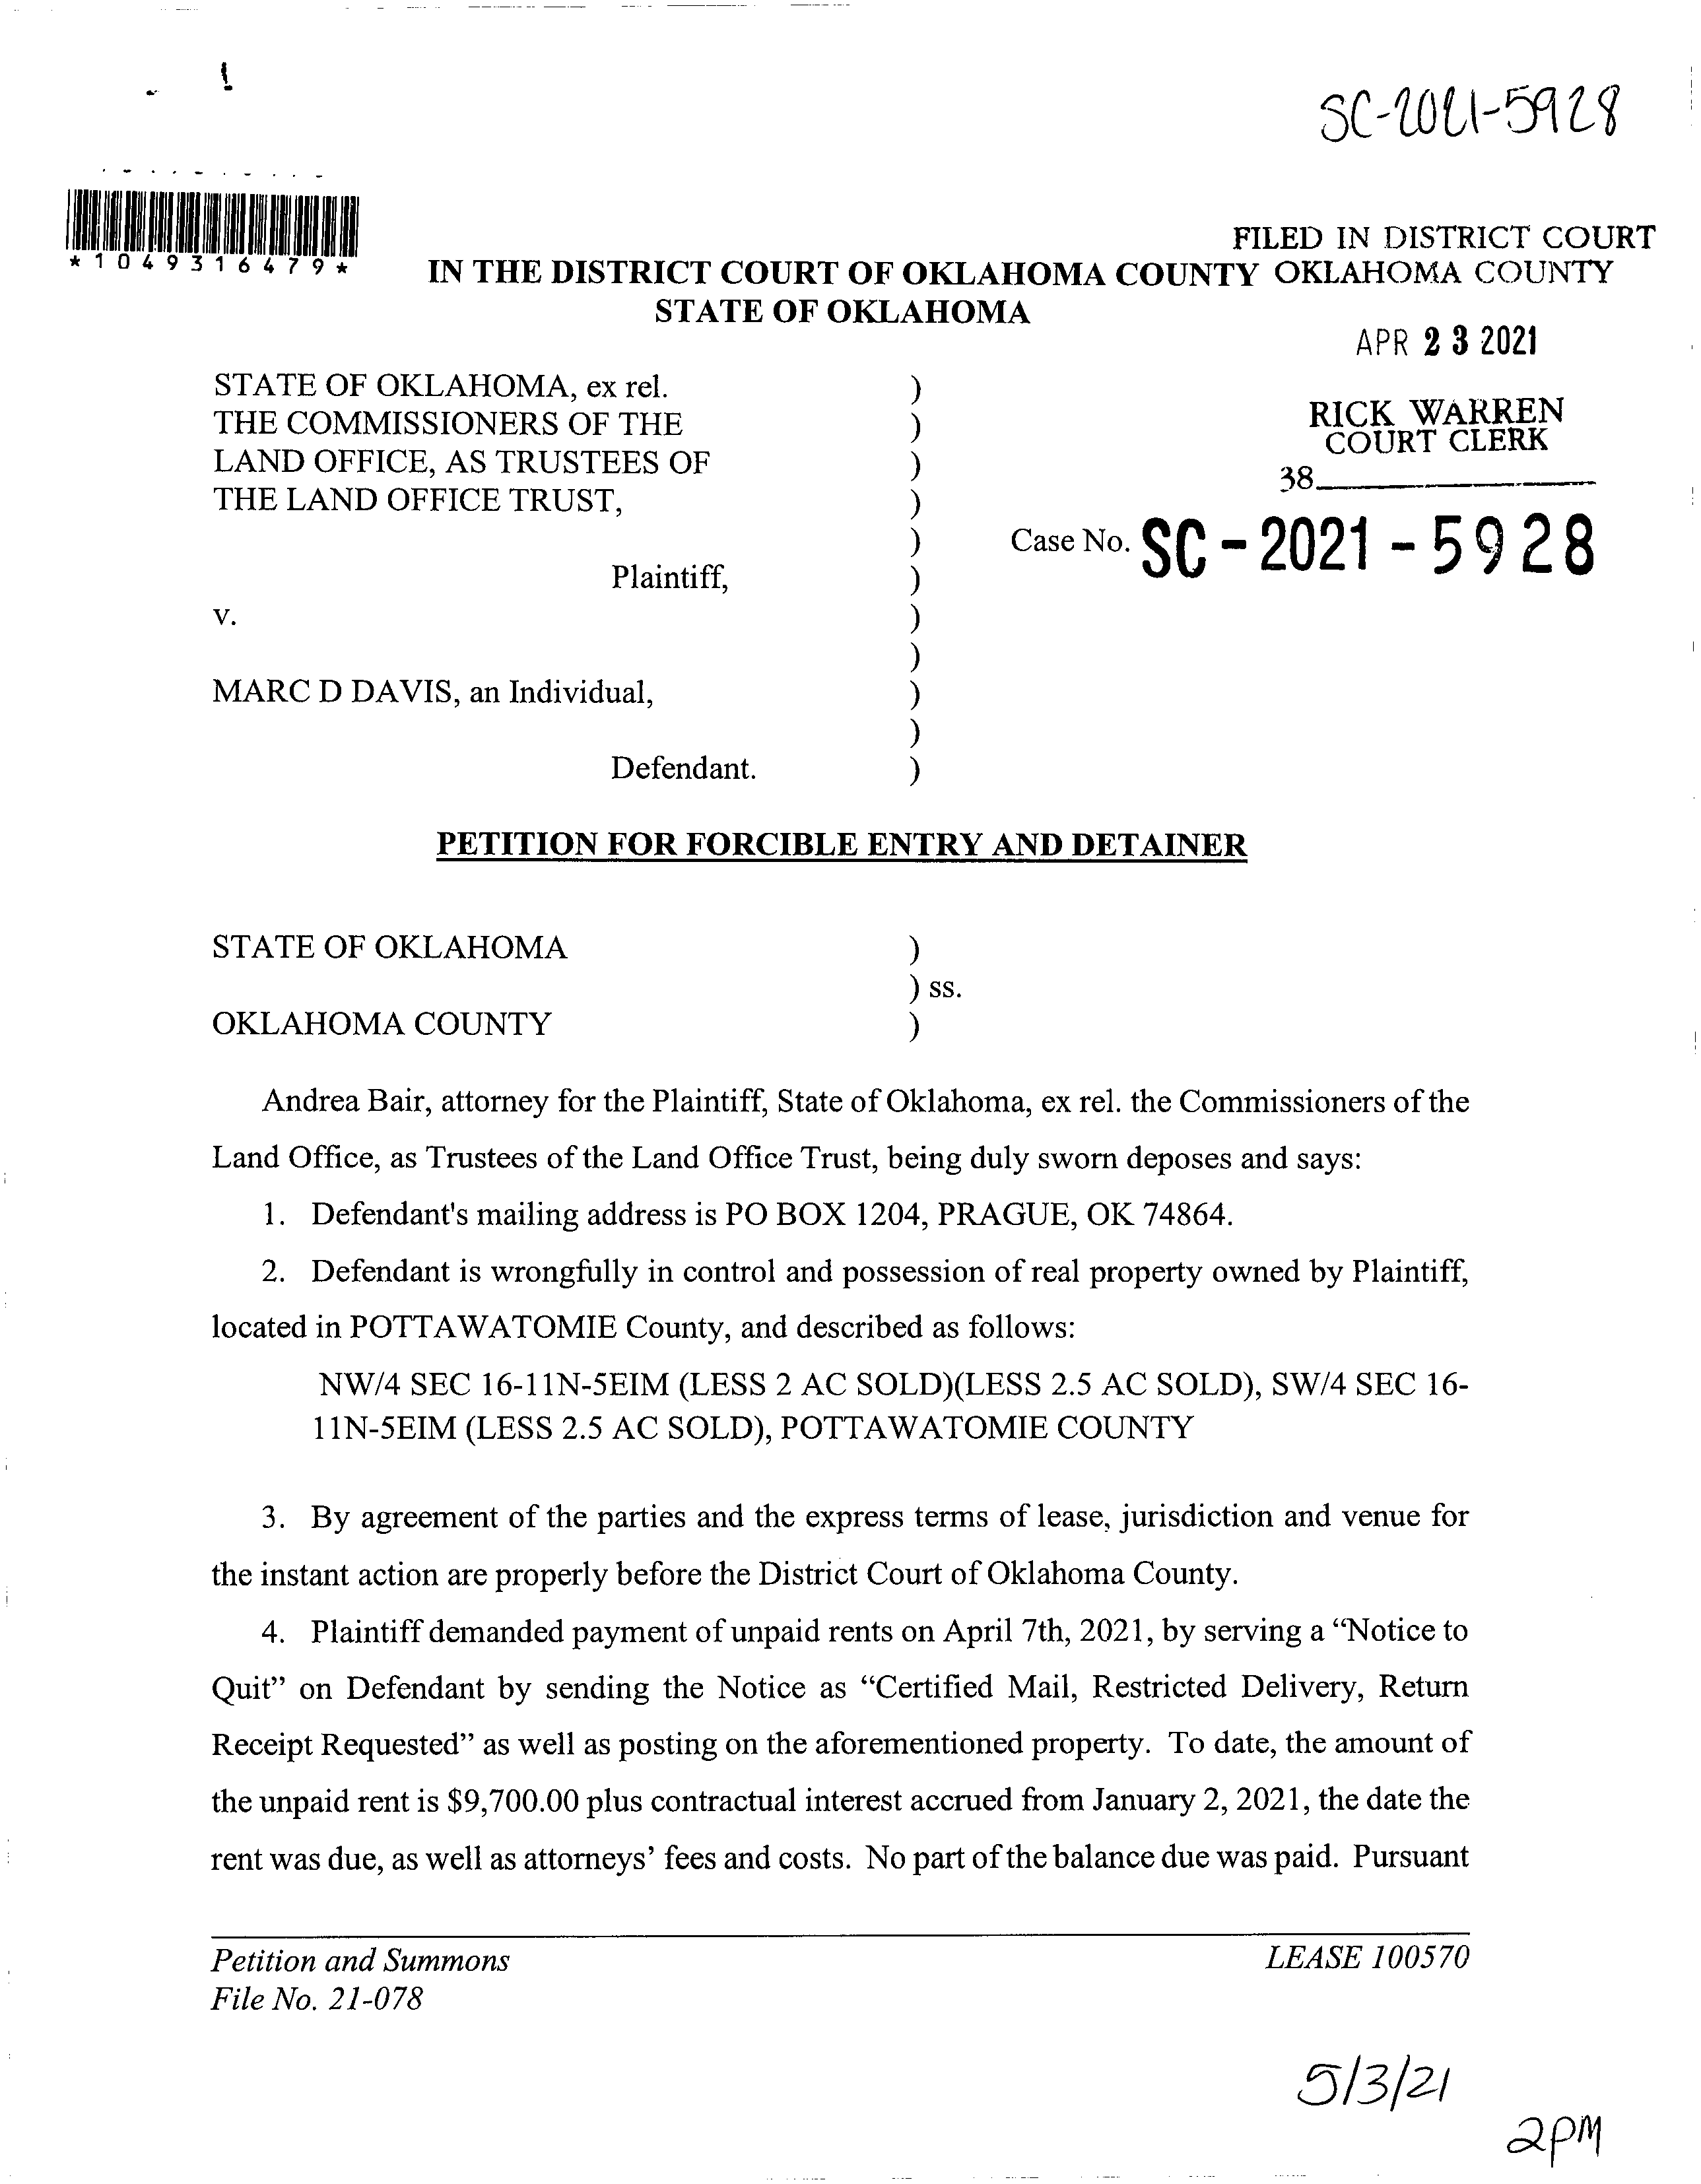 SC-2021-5928
*1049316479*
FILED IN DISTRICT COURT
IN THE DISTRICT COURT OF OKLAHOMA COUNTY OKLAHOMA COUNTY
STATE OF OKLAHOMA
APR 23 2021
STATE OF OKLAHOMA, ex rel. )
THE COMMISSIONERS OF THE ) RICK WARREN
LAND OFFICE, AS TRUSTEES OF ) COURT CLERK
THE LAND OFFICE TRUST, ) 38
) Case No. SC-2021-5928
Plaintiff, )
v. )
)
MARC D DAVIS, an Individual, )
)
Defendant. )
PETITION FOR FORCIBLE ENTRY AND DETAINER
STATE OF OKLAHOMA )
) ss.
OKLAHOMA COUNTY )
Andrea Bair, attorney for the Plaintiff, State of Oklahoma, ex rel. the Commissioners of the
Land Office, as Trustees of the Land Office Trust, being duly sworn deposes and says:
1. Defendant's mailing address is PO BOX 1204, PRAGUE, OK 74864.
2. Defendant is wrongfully in control and possession of real property owned by Plaintiff,
located in POTTAWATOMIE County, and described as follows:
NW/4 SEC 16-11N-5EIM (LESS 2 AC SOLD)(LESS 2.5 AC SOLD), SW/4 SEC 16-
11N-5EIM (LESS 2.5 AC SOLD), POTTAWATOMIE COUNTY
3. By agreement of the parties and the express terms of lease, jurisdiction and venue for
the instant action are properly before the District Court of Oklahoma County.
4. Plaintiff demanded payment of unpaid rents on April 7th, 2021, by serving a “Notice to
Quit” on Defendant by sending the Notice as “Certified Mail, Restricted Delivery, Return
Receipt Requested” as well as posting on the aforementioned property. To date, the amount of
the unpaid rent is $9,700.00 plus contractual interest accrued from January 2, 2021, the date the
rent was due, as well as attorneys’ fees and costs. No part of the balance due was paid. Pursuant
Petition and Summons LEASE 100570
File No. 21-078
5/3/21
2PM